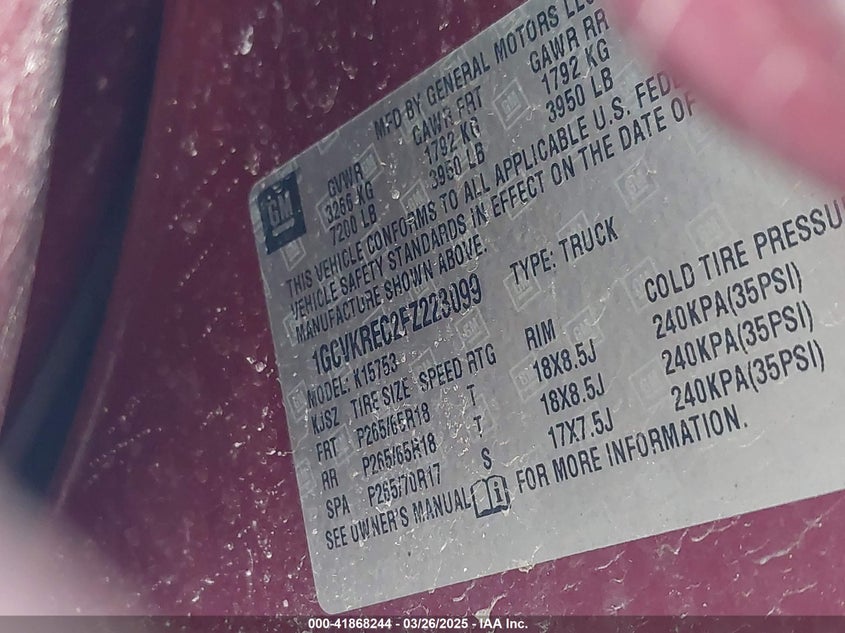 MFD BY GENERAL MOTORS LLC
GM
GVWR GAWR FRT GAWR RR
3266 KG 1792 KG 1792 KG
7200 LB 3950 LB 3950 LB
THIS VEHICLE CONFORMS TO ALL APPLICABLE U.S. FEDE
VEHICLE SAFETY STANDARDS IN EFFECT ON THE DATE OF
MANUFACTURE SHOWN ABOVE.
1GCVKREC2FZ223099 TYPE: TRUCK
MODEL: K15753
KJSZ TIRE SIZE SPEED RTG RIM COLD TIRE PRESSU
FRT P265/65R18 T 18X8.5J 240KPA(35PSI)
RR P265/65R18 T 18X8.5J 240KPA(35PSI)
SPA P265/70R17 S 17X7.5J 240KPA(35PSI)
SEE OWNER'S MANUAL FOR MORE INFORMATION.
000-41868244 - 03/26/2025 - IAA Inc.